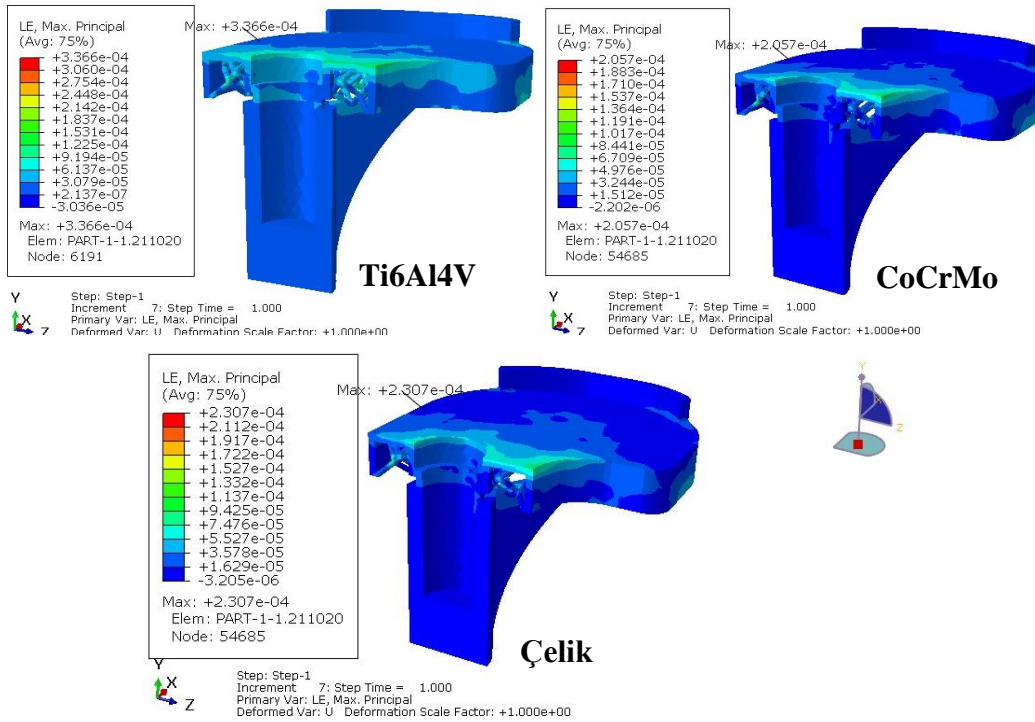 LE, Max. Principal
(Avg: 75%)
+3.366e-04
+3.060e-04
+2.754e-04
+2.448e-04
+2.142e-04
+1.837e-04
+1.531e-04
+1.225e-04
+9.194e-05
+6.137e-05
+3.079e-05
+2.137e-07
-3.036e-05
Max: +3.366e-04
Elem: PART-1-1.211020
Node: 6191
Max: +3.366e-04
Ti6Al4V
Y
X
Z
Step: Step-1
Increment 7: Step Time = 1.000
Primary Var: LE, Max. Principal
Deformed Var: U Deformation Scale Factor: +1.000e+00
LE, Max. Principal
(Avg: 75%)
+2.057e-04
+1.883e-04
+1.710e-04
+1.537e-04
+1.364e-04
+1.191e-04
+1.017e-04
+8.441e-05
+6.709e-05
+4.976e-05
+3.244e-05
+1.512e-05
-2.202e-06
Max: +2.057e-04
Elem: PART-1-1.211020
Node: 54685
Max: +2.057e-04
CoCrMo
Y
X
Z
Step: Step-1
Increment 7: Step Time = 1.000
Primary Var: LE, Max. Principal
Deformed Var: U Deformation Scale Factor: +1.000e+00
LE, Max. Principal
(Avg: 75%)
+2.307e-04
+2.112e-04
+1.917e-04
+1.722e-04
+1.527e-04
+1.332e-04
+1.137e-04
+9.425e-05
+7.476e-05
+5.527e-05
+3.578e-05
+1.629e-05
-3.205e-06
Max: +2.307e-04
Elem: PART-1-1.211020
Node: 54685
Max: +2.307e-04
Çelik
Y
X
Z
Step: Step-1
Increment 7: Step Time = 1.000
Primary Var: LE, Max. Principal
Deformed Var: U Deformation Scale Factor: +1.000e+00
Y
Z